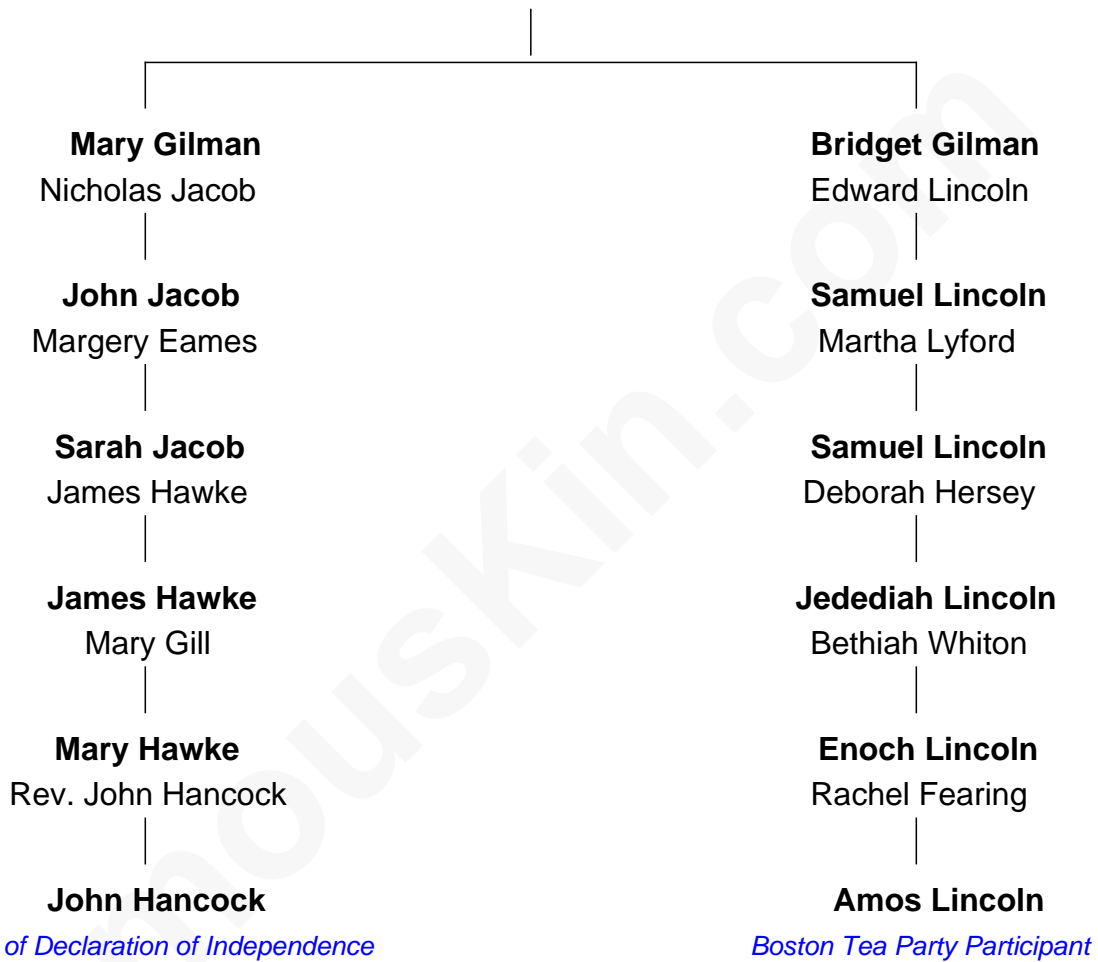 Mary Gilman
Nicholas Jacob
Bridget Gilman
Edward Lincoln
John Jacob
Margery Eames
Samuel Lincoln
Martha Lyford
Sarah Jacob
James Hawke
Samuel Lincoln
Deborah Hersey
James Hawke
Mary Gill
Jedediah Lincoln
Bethiah Whiton
Mary Hawke
Rev. John Hancock
Enoch Lincoln
Rachel Fearing
John Hancock
of Declaration of Independence
Amos Lincoln
Boston Tea Party Participant
mouskin.com